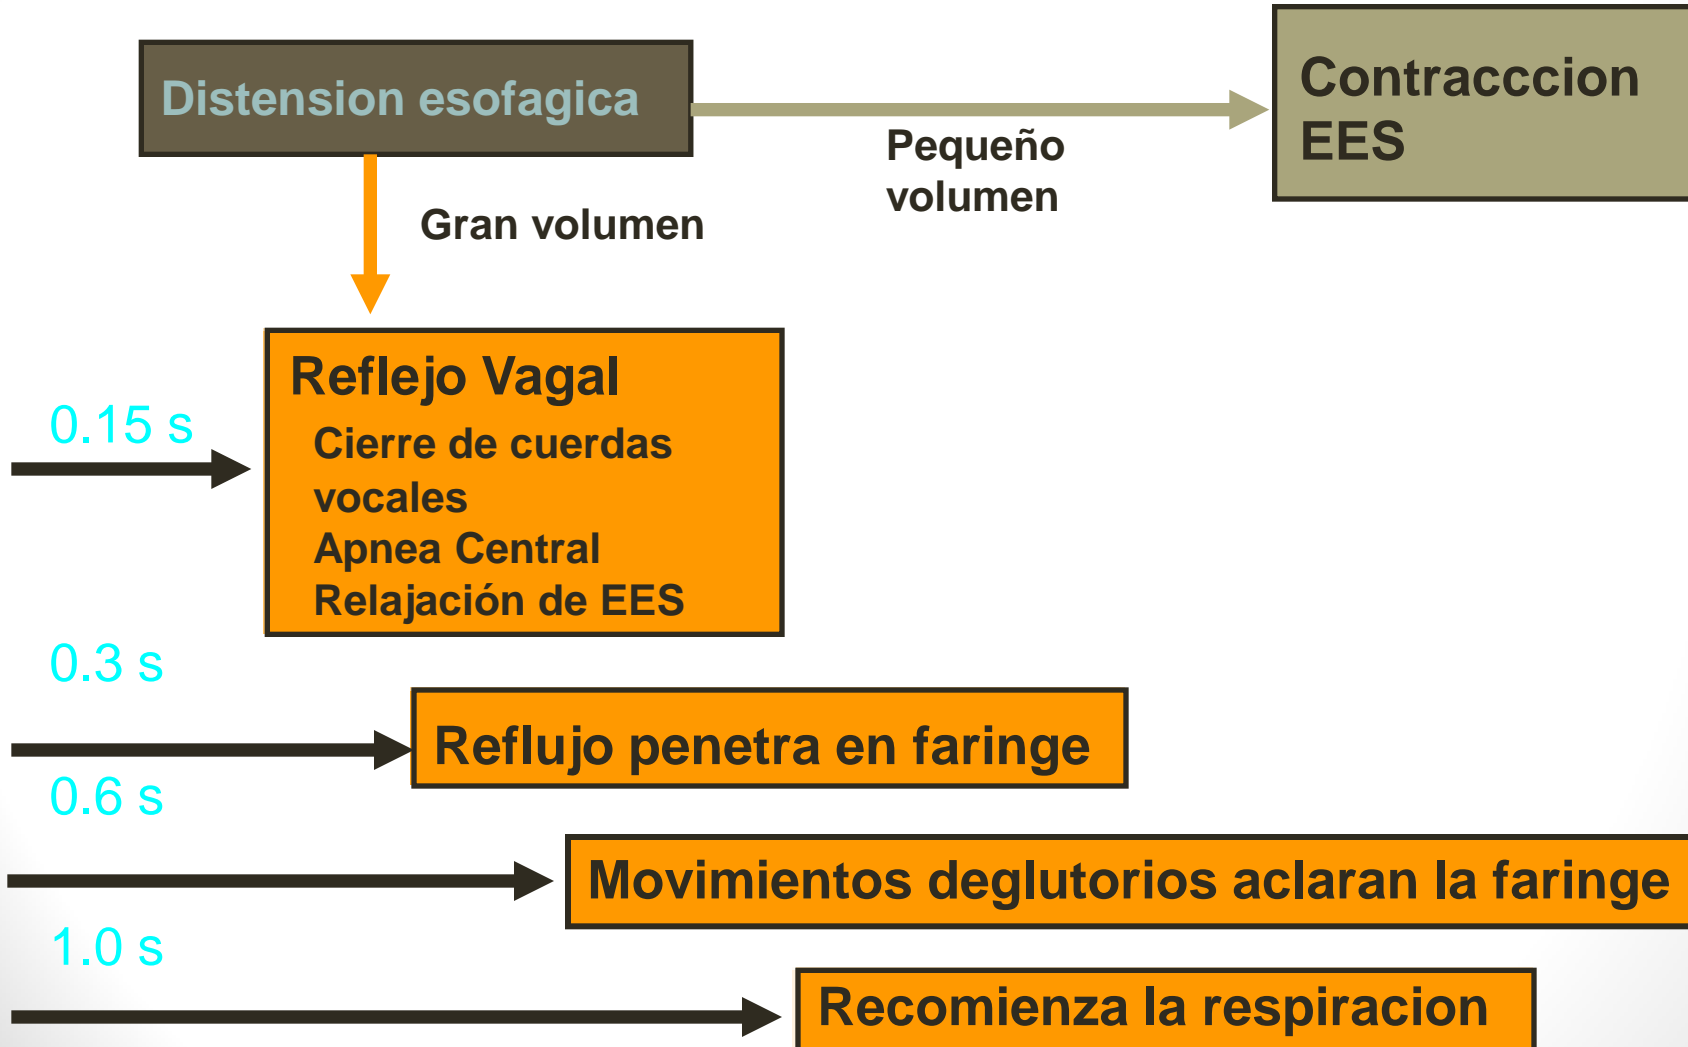 Distension esofagica
Contracccion
EES
Pequeño
volumen
Gran volumen
Reflejo Vagal
Cierre de cuerdas
vocales
Apnea Central
Relajación de EES
0.15 s
0.3 s
Reflujo penetra en faringe
0.6 s
Movimientos deglutorios aclaran la faringe
1.0 s
Recomienza la respiracion